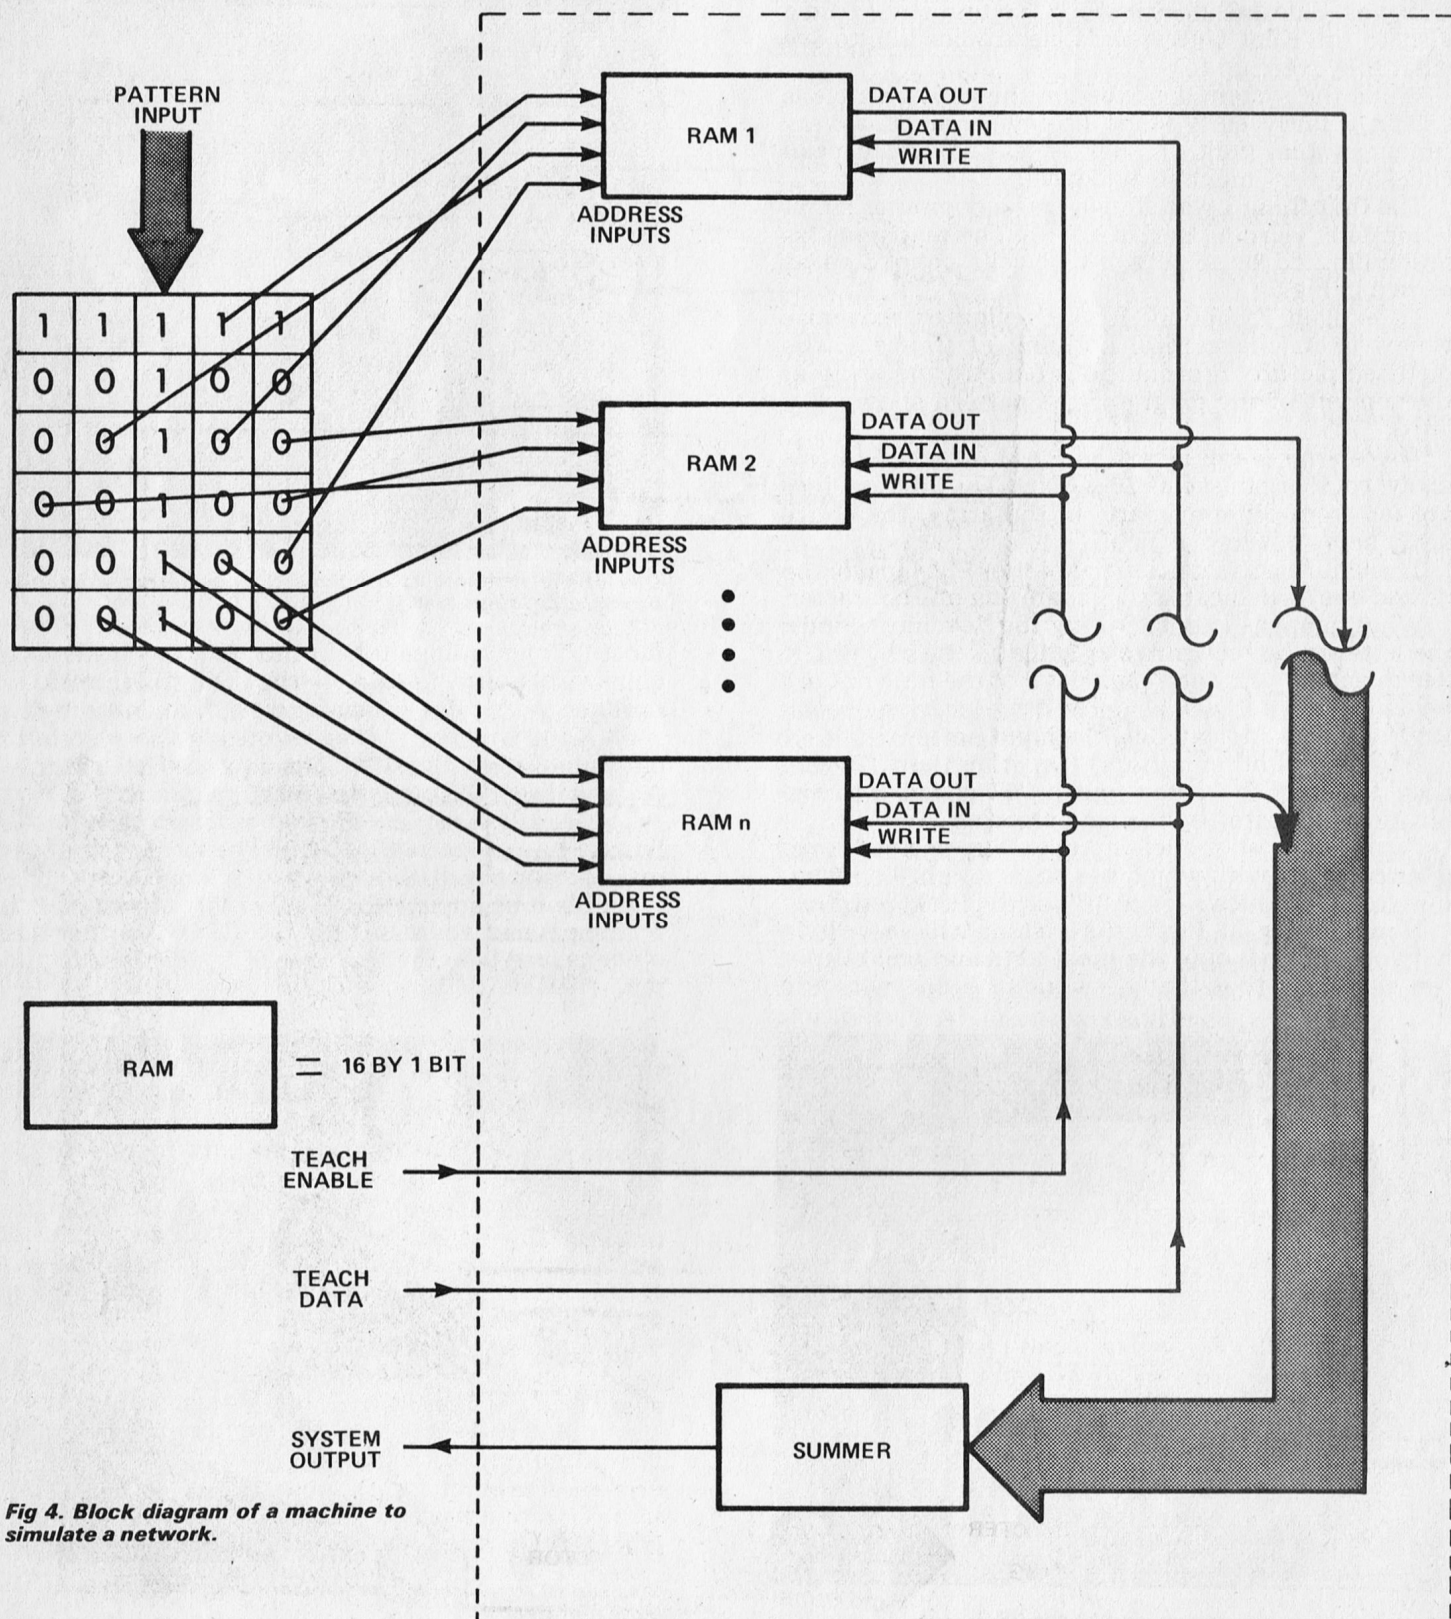 PATTERN
INPUT
1 1 1 1 1
0 0 1 0 0
0 0 1 0 0
0 0 1 0 0
0 0 1 0 0
0 0 1 0 0
RAM 1
ADDRESS
INPUTS
DATA OUT
DATA IN
WRITE
RAM 2
ADDRESS
INPUTS
DATA OUT
DATA IN
WRITE
RAM n
ADDRESS
INPUTS
DATA OUT
DATA IN
WRITE
RAM = 16 BY 1 BIT
TEACH
ENABLE
TEACH
DATA
SYSTEM
OUTPUT
SUMMER
Fig 4. Block diagram of a machine to
simulate a network.